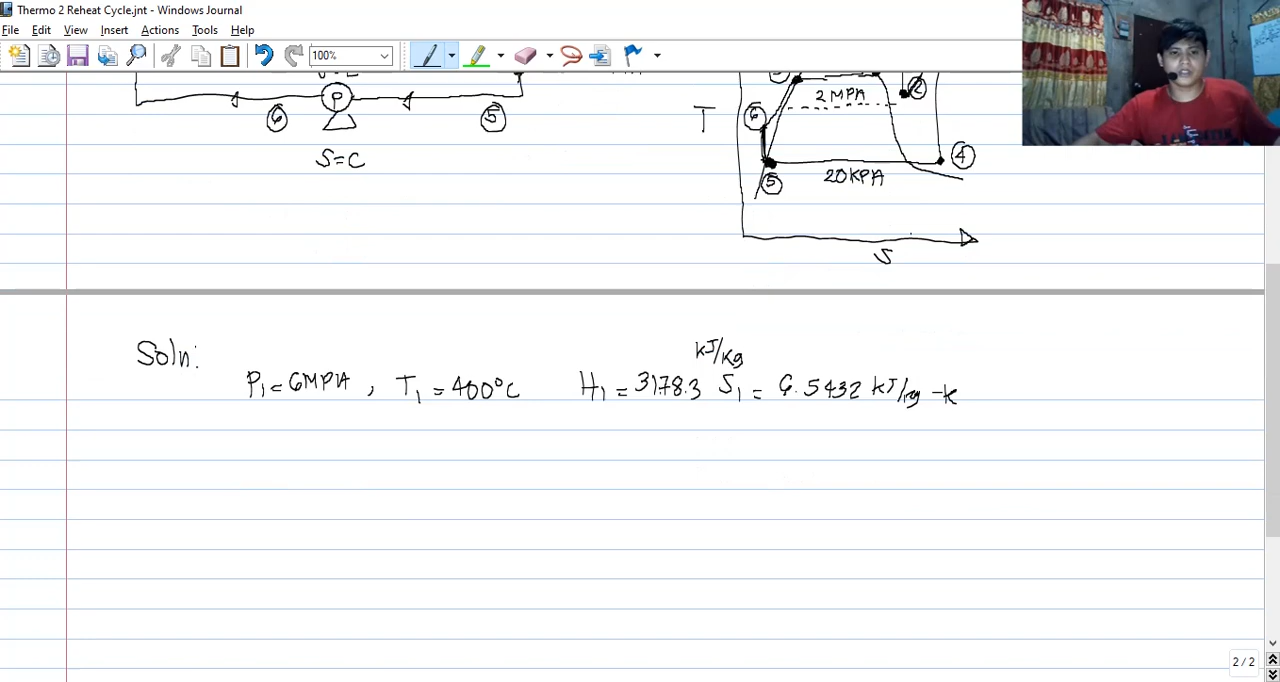 Thermo 2 Reheat Cycle.jnt - Windows Journal
File Edit View Insert Actions Tools Help
100%
P
6
5
S=C
T
6
2 MPA
2
5
20KPA
4
S
Soln:
kJ/kg
P1 = 6MPA , T1 = 400°C H1 = 3178.3 S1 = 6.5432 kJ/kg-k
2 / 2